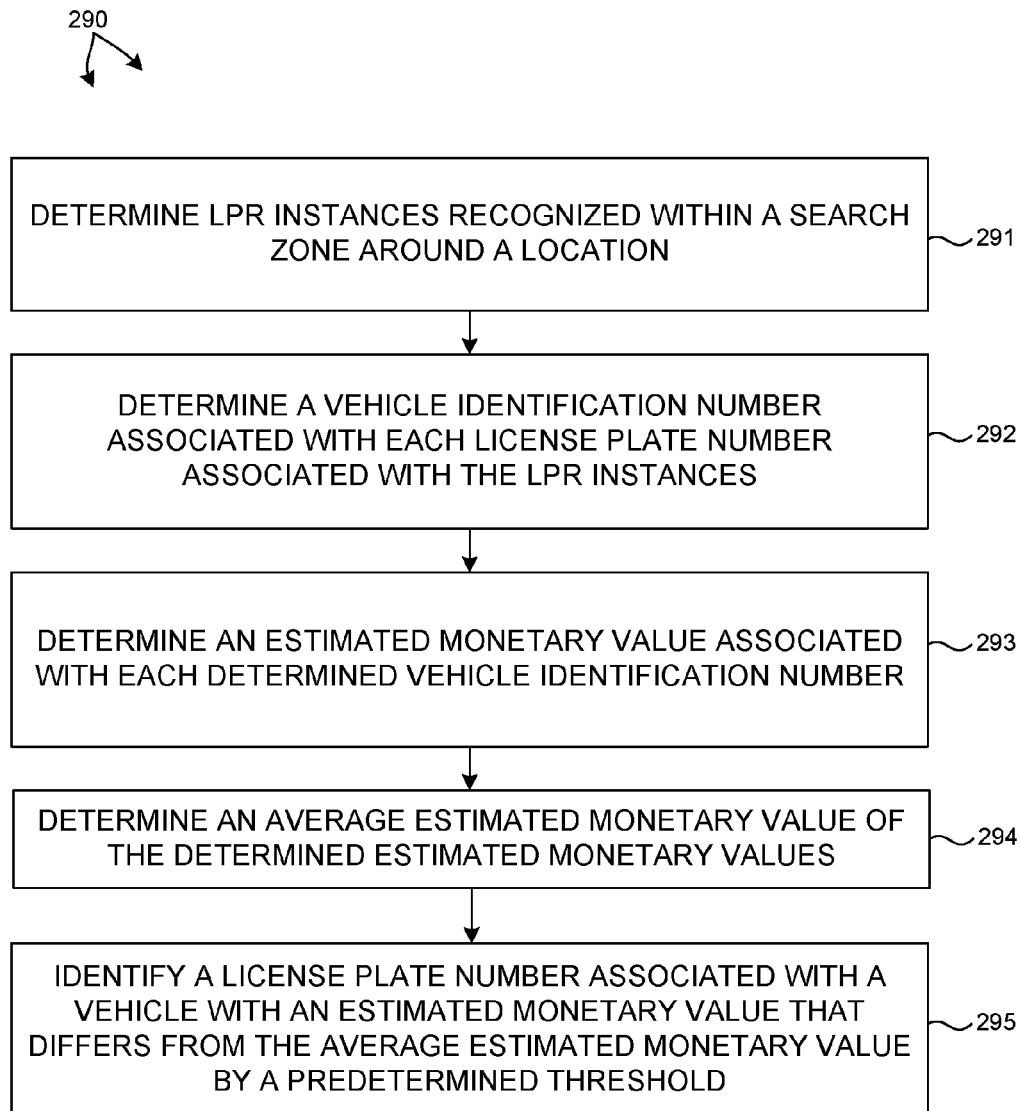 290
DETERMINE LPR INSTANCES RECOGNIZED WITHIN A SEARCH
ZONE AROUND A LOCATION
291
DETERMINE A VEHICLE IDENTIFICATION NUMBER
ASSOCIATED WITH EACH LICENSE PLATE NUMBER
ASSOCIATED WITH THE LPR INSTANCES
292
DETERMINE AN ESTIMATED MONETARY VALUE ASSOCIATED
WITH EACH DETERMINED VEHICLE IDENTIFICATION NUMBER
293
DETERMINE AN AVERAGE ESTIMATED MONETARY VALUE OF
THE DETERMINED ESTIMATED MONETARY VALUES
294
IDENTIFY A LICENSE PLATE NUMBER ASSOCIATED WITH A
VEHICLE WITH AN ESTIMATED MONETARY VALUE THAT
DIFFERS FROM THE AVERAGE ESTIMATED MONETARY VALUE
BY A PREDETERMINED THRESHOLD
295